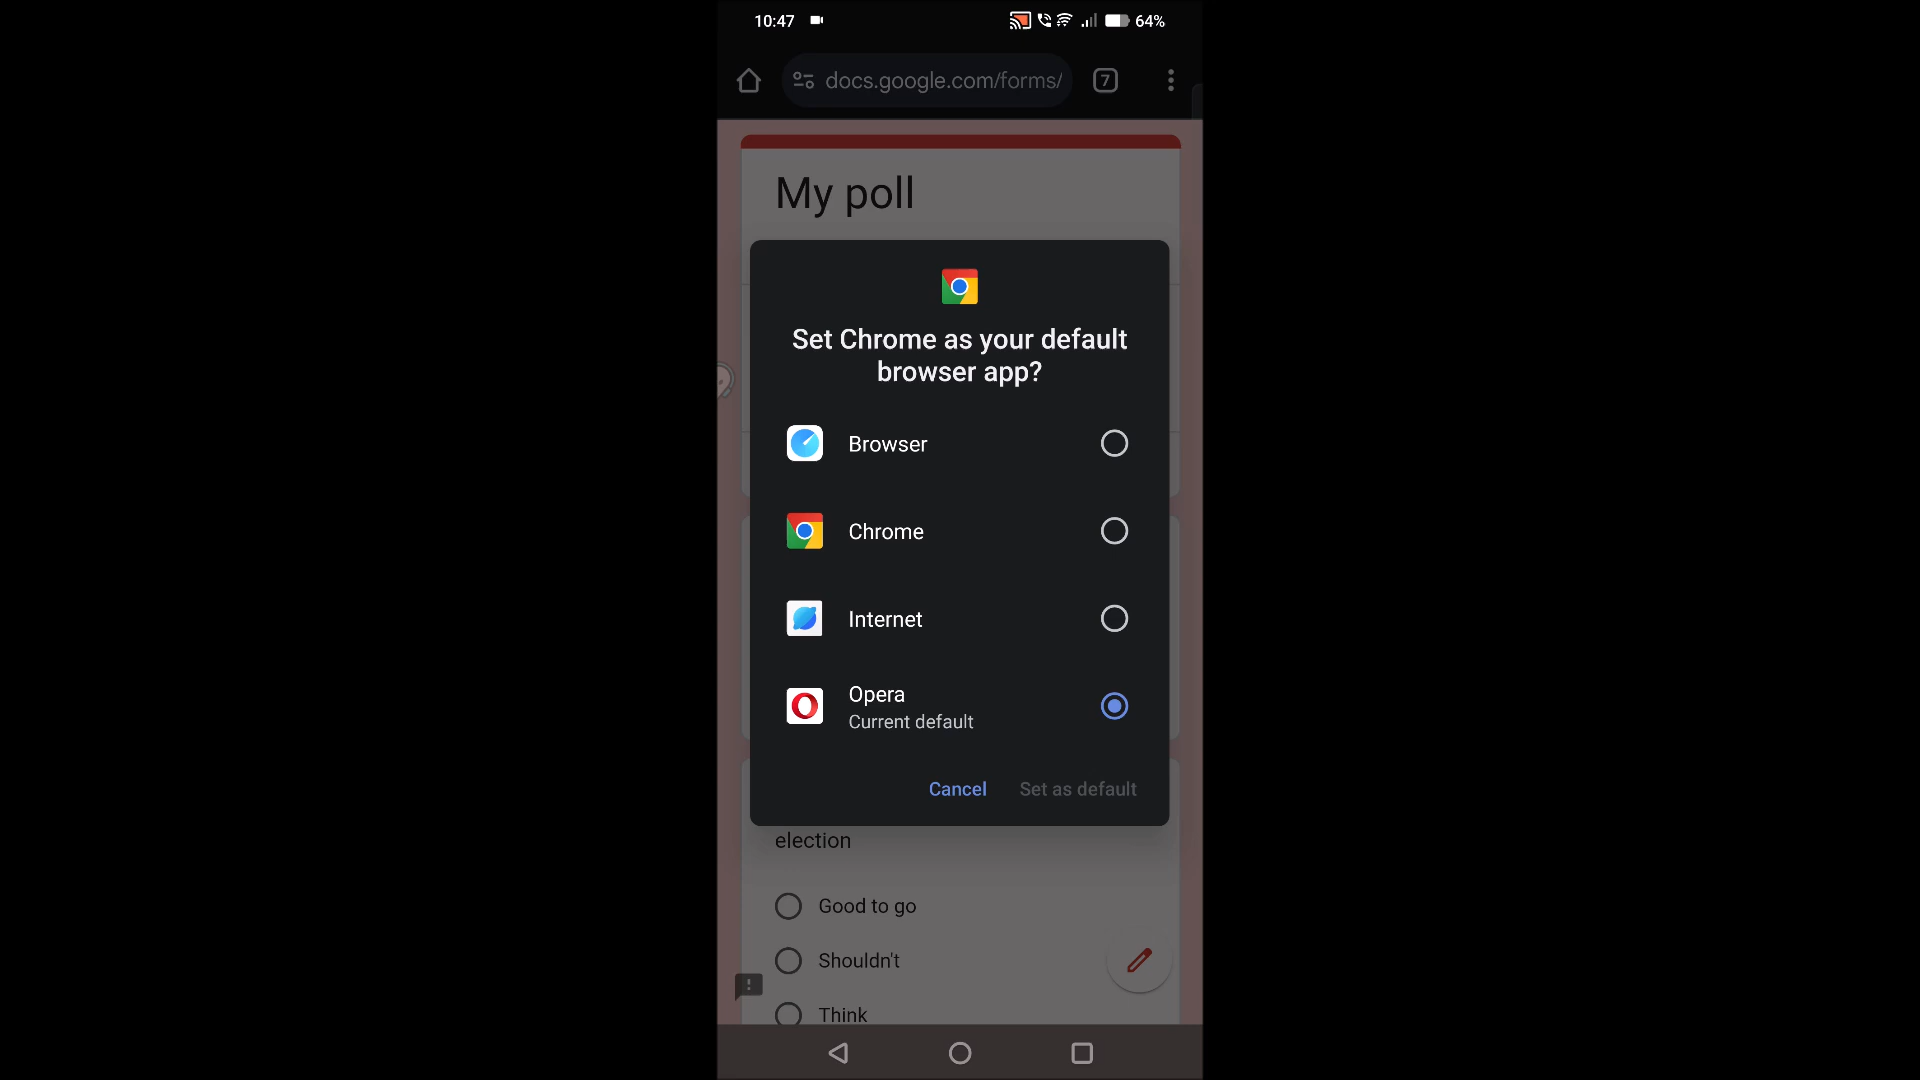 10:47
64%
docs.google.com/forms/
7
My poll
Set Chrome as your default
browser app?
Browser
Chrome
Internet
Opera
Current default
Cancel
Set as default
election
Good to go
Shouldn't
Think